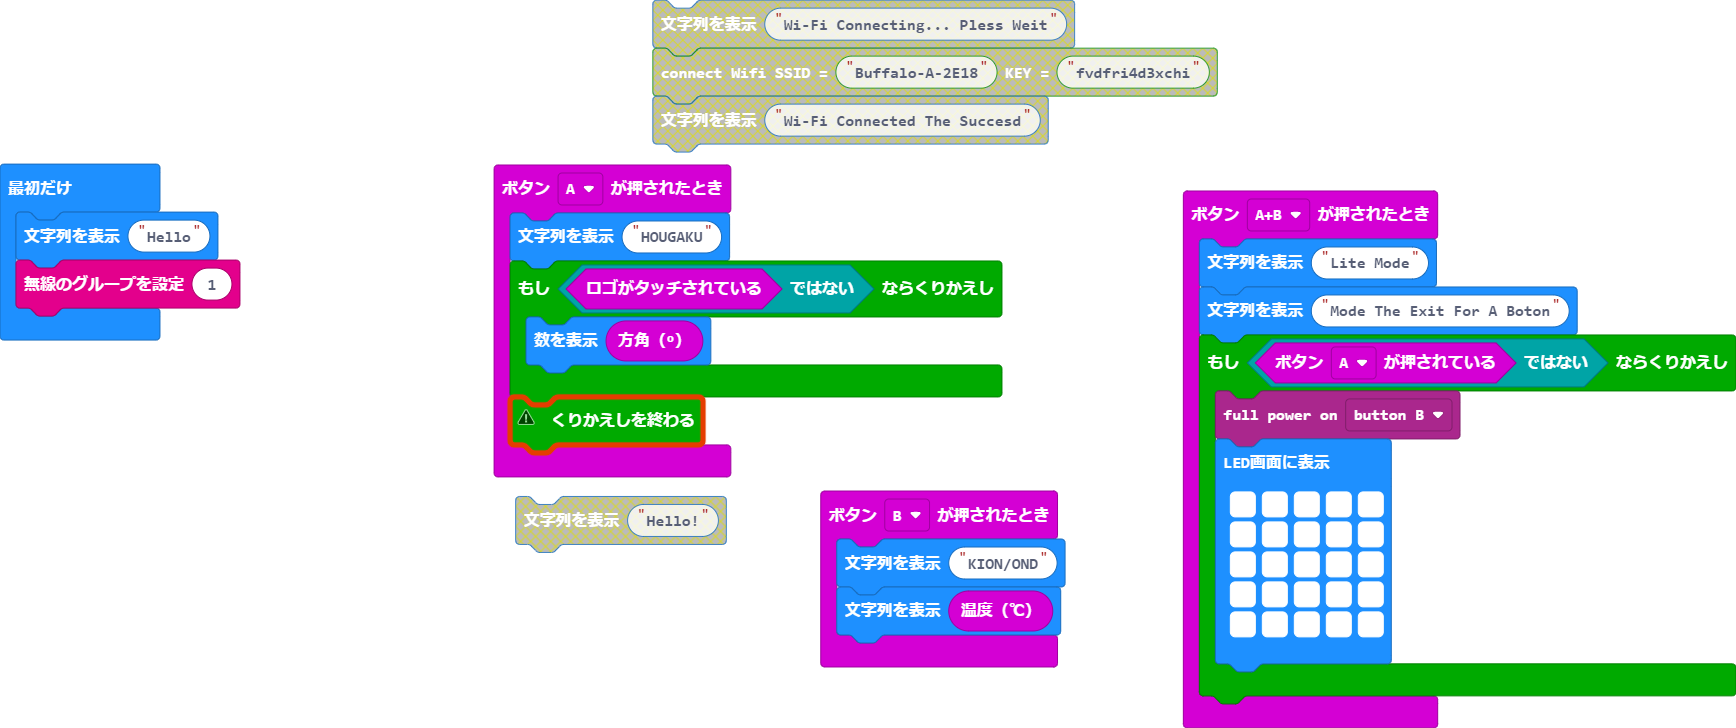 文字列を表示 "Wi-Fi Connecting... Pless Weit"
connect Wifi SSID = "Buffalo-A-2E18" KEY = "fvdfri4d3xchi"
文字列を表示 "Wi-Fi Connected The Succesd"
最初だけ
文字列を表示 "Hello"
無線のグループを設定 1
ボタン A が押されたとき
文字列を表示 "HOUGAKU"
もし ロゴがタッチされている ではない ならくりかえし
数を表示 方角 (º)
くりかえしを終わる
文字列を表示 "Hello!"
ボタン B が押されたとき
文字列を表示 "KION/OND"
文字列を表示 温度 (℃)
ボタン A+B が押されたとき
文字列を表示 "Lite Mode"
文字列を表示 "Mode The Exit For A Boton"
もし ボタン A が押されている ではない ならくりかえし
full power on button B
LED画面に表示